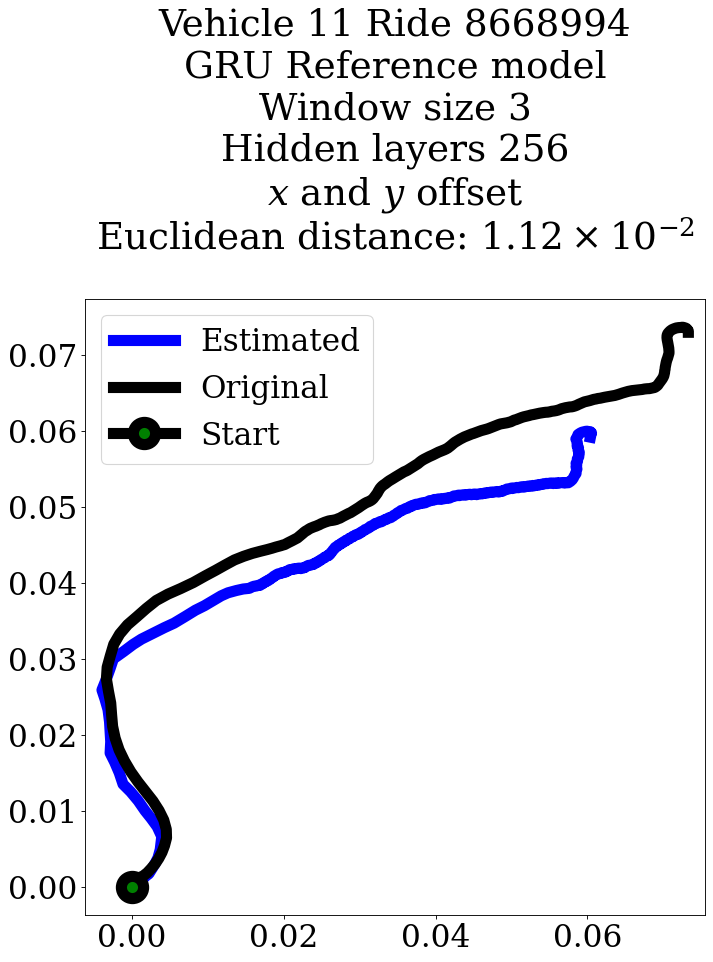 Vehicle 11 Ride 8668994
GRU Reference model
Window size 3
Hidden layers 256
x and y offset
Euclidean distance: 1.12 × 10⁻²
Estimated
Original
Start
0.07
0.06
0.05
0.04
0.03
0.02
0.01
0.00
0.00 0.02 0.04 0.06